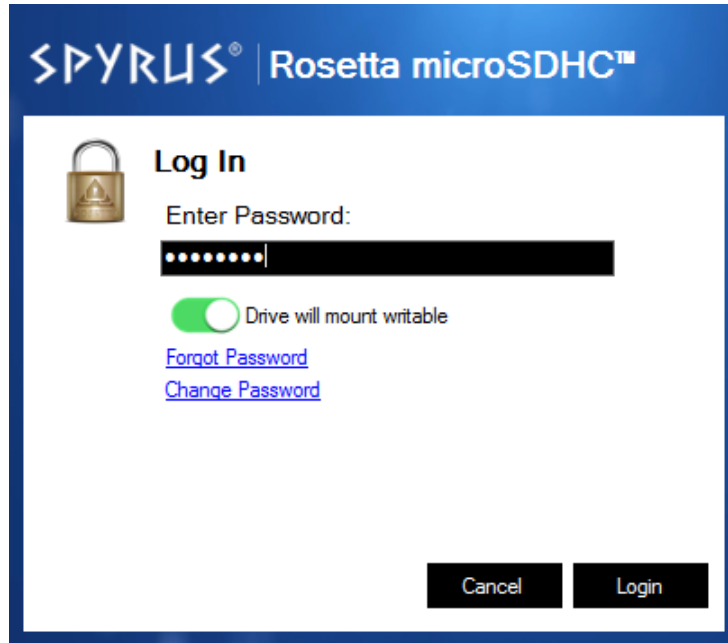 SPYRUS® | Rosetta microSDHC™
Log In
Enter Password:
••••••••
Drive will mount writable
Forgot Password
Change Password
Cancel Login